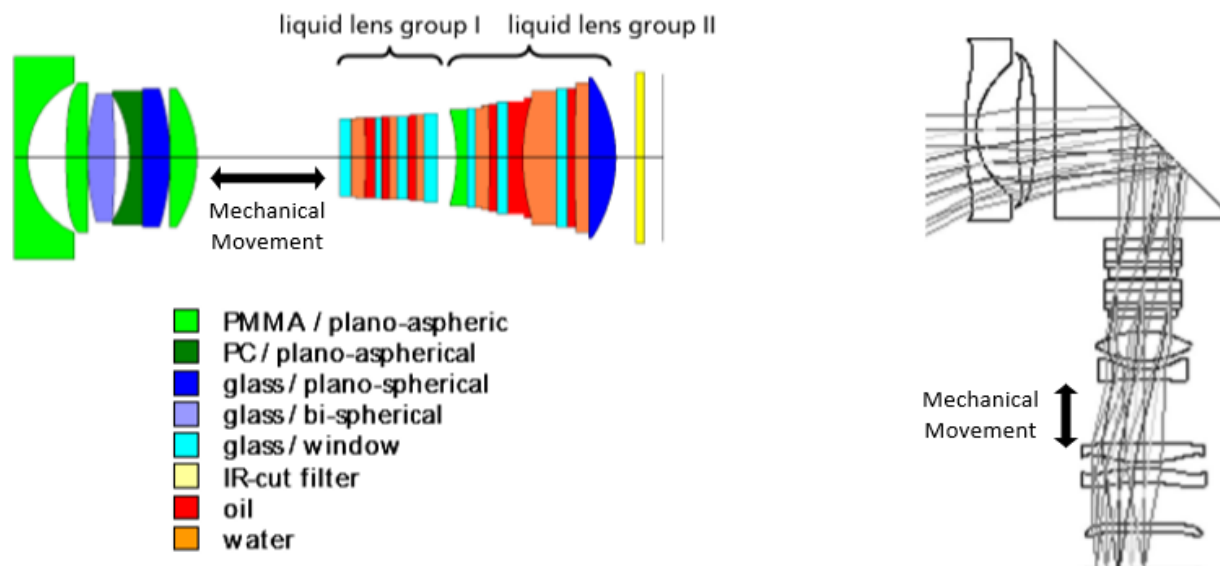 liquid lens group I
liquid lens group II
Mechanical
Movement
PMMA / plano-aspheric
PC / plano-aspherical
glass / plano-spherical
glass / bi-spherical
glass / window
IR-cut filter
oil
water
Mechanical
Movement